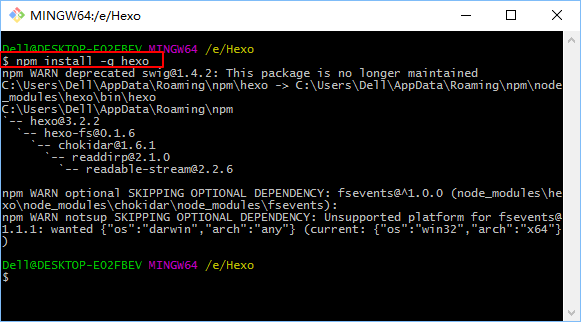 MINGW64:/e/Hexo
Dell@DESKTOP-EO2FBEV MINGW64 /e/Hexo
$ npm install -g hexo
npm WARN deprecated swig@1.4.2: This package is no longer maintained
C:\Users\Dell\AppData\Roaming\npm\hexo -> C:\Users\Dell\AppData\Roaming\npm\node
_modules\hexo\bin\hexo
C:\Users\Dell\AppData\Roaming\npm
`-- hexo@3.2.2
`-- hexo-fs@0.1.6
`-- chokidar@1.6.1
`-- readdirp@2.1.0
`-- readable-stream@2.2.6
npm WARN optional SKIPPING OPTIONAL DEPENDENCY: fsevents@^1.0.0 (node_modules\he
xo\node_modules\chokidar\node_modules\fsevents):
npm WARN notsup SKIPPING OPTIONAL DEPENDENCY: Unsupported platform for fsevents@
1.1.1: wanted {"os":"darwin","arch":"any"} (current: {"os":"win32","arch":"x64"}
)
Dell@DESKTOP-EO2FBEV MINGW64 /e/Hexo
$